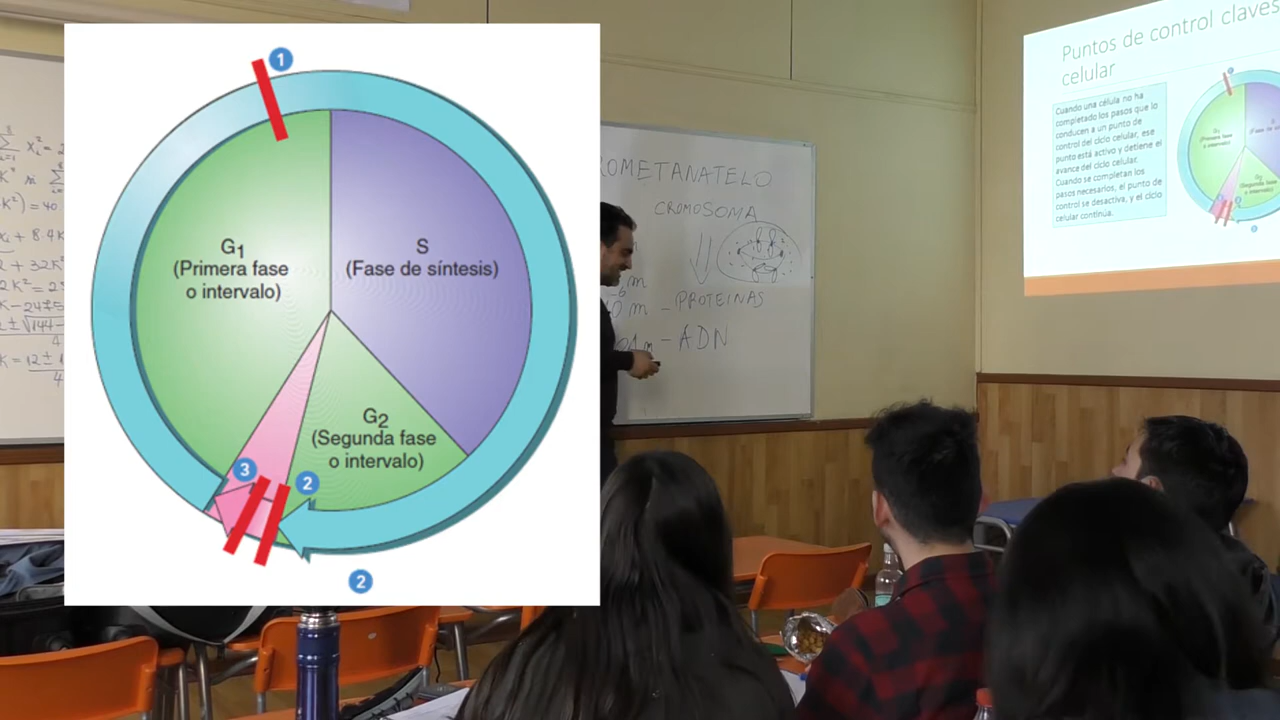 1
G1
(Primera fase
o intervalo)
S
(Fase de síntesis)
G2
(Segunda fase
o intervalo)
3
2
2
ROMETANATELO
CROMOSOMA
- PROTEINAS
- ADN
Puntos de control claves
celular
Cuando una célula no ha
completado los pasos que lo
conducen a un punto de
control del ciclo celular, ese
punto está activo y detiene el
avance del ciclo celular.
Cuando se completan los
pasos necesarios, el punto de
control se desactiva, y el ciclo
celular continúa.